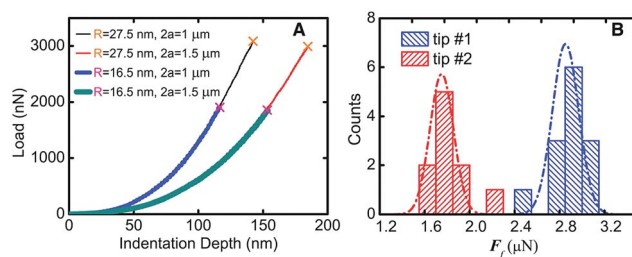 A
R=27.5 nm, 2a=1 μm
R=27.5 nm, 2a=1.5 μm
R=16.5 nm, 2a=1 μm
R=16.5 nm, 2a=1.5 μm
3000
2000
1000
0
Load (nN)
0 50 100 150 200
Indentation Depth (nm)
B
tip #1
tip #2
8
6
4
2
0
Counts
1.2 1.6 2.0 2.4 2.8 3.2
F_f (μN)